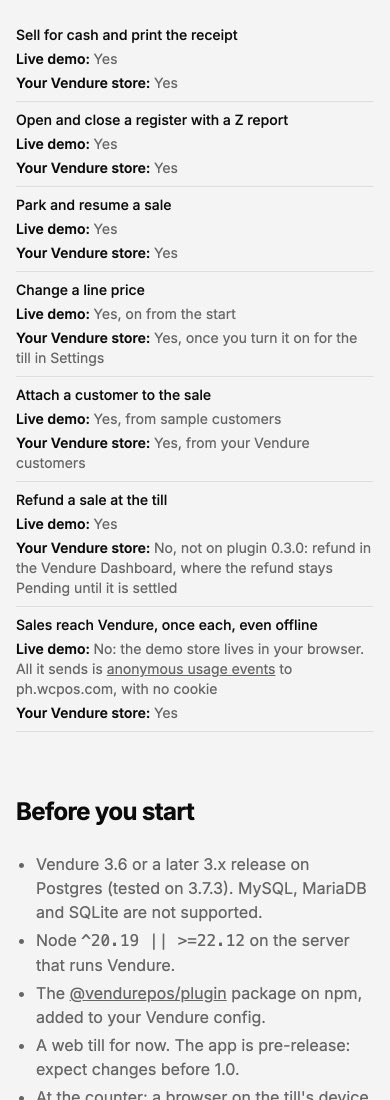 Sell for cash and print the receipt
Live demo: Yes
Your Vendure store: Yes
Open and close a register with a Z report
Live demo: Yes
Your Vendure store: Yes
Park and resume a sale
Live demo: Yes
Your Vendure store: Yes
Change a line price
Live demo: Yes, on from the start
Your Vendure store: Yes, once you turn it on for the
till in Settings
Attach a customer to the sale
Live demo: Yes, from sample customers
Your Vendure store: Yes, from your Vendure
customers
Refund a sale at the till
Live demo: Yes
Your Vendure store: No, not on plugin 0.3.0: refund in
the Vendure Dashboard, where the refund stays
Pending until it is settled
Sales reach Vendure, once each, even offline
Live demo: No: the demo store lives in your browser.
All it sends is anonymous usage events to
ph.wcpos.com, with no cookie
Your Vendure store: Yes
Before you start
• Vendure 3.6 or a later 3.x release on
Postgres (tested on 3.7.3). MySQL, MariaDB
and SQLite are not supported.
• Node ^20.19 || >=22.12 on the server
that runs Vendure.
• The @vendurepos/plugin package on npm,
added to your Vendure config.
• A web till for now. The app is pre-release:
expect changes before 1.0.
• At the counter: a browser on the till's device